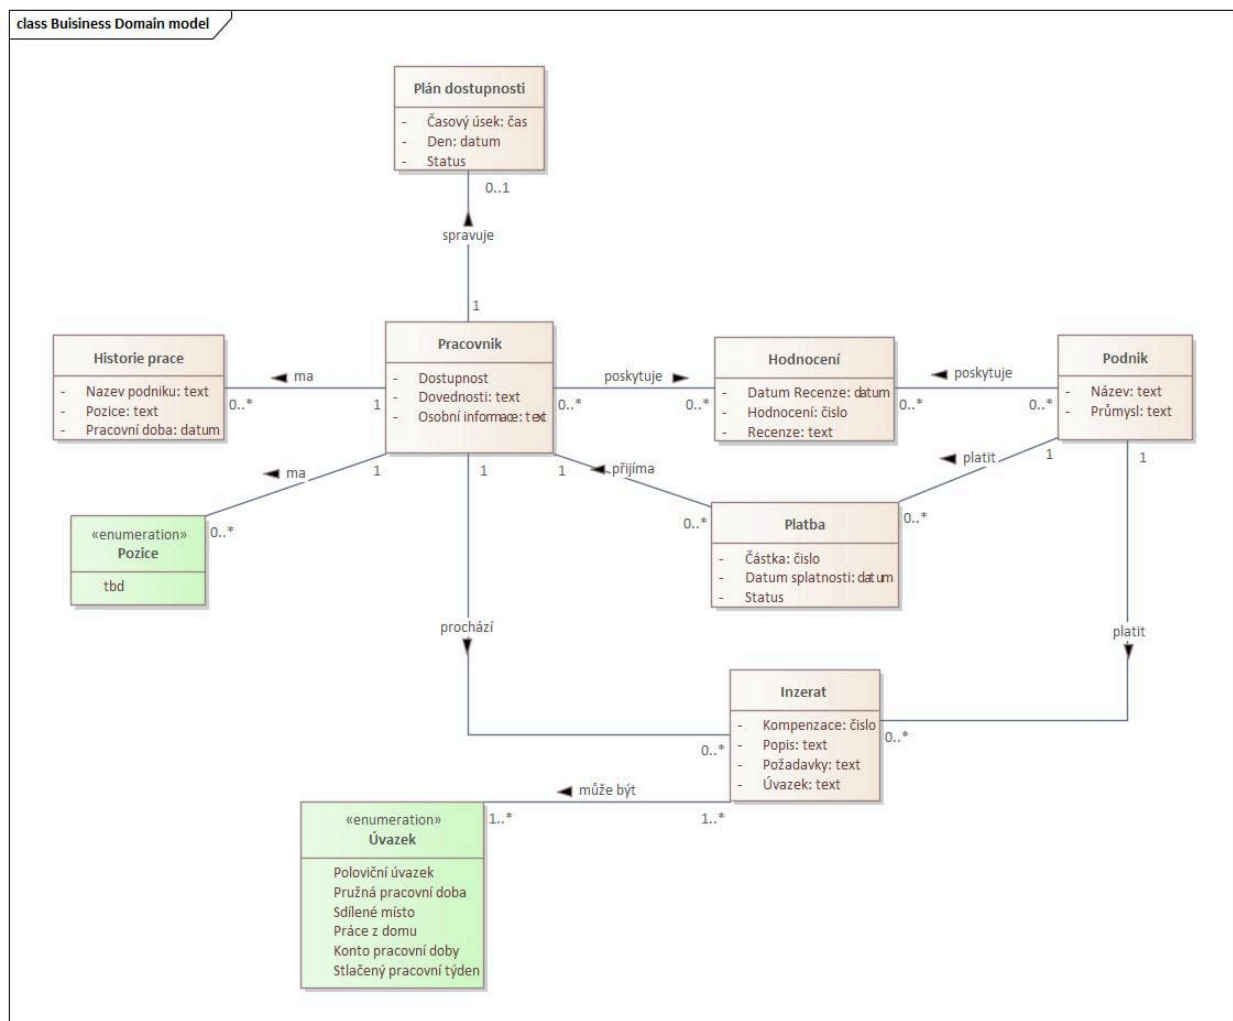 class Buisiness Domain model
Plán dostupnosti
- Časový úsek: čas
- Den: datum
- Status
0..1
spravuje
1
Historie prace
- Nazev podniku: text
- Pozice: text
- Pracovní doba: datum
ma
0..*
1
Pracovnik
- Dostupnost
- Dovednosti: text
- Osobní informace: text
poskytuje
0..*
0..*
Hodnocení
- Datum Recenze: datum
- Hodnocení: čislo
- Recenze: text
poskytuje
0..*
0..*
Podnik
- Název: text
- Průmysl: text
ma
1
0..*
1
přijíma
1
0..*
platit
1
0..*
1
«enumeration»
Pozice
tbd
Platba
- Částka: čislo
- Datum splatnosti: datum
- Status
prochází
platit
0..*
0..*
Inzerat
- Kompenzace: čislo
- Popis: text
- Požadavky: text
- Úvazek: text
může být
1..*
1..*
«enumeration»
Úvazek
Poloviční úvazek
Pružná pracovní doba
Sdílené místo
Práce z domu
Konto pracovní doby
Stlačený pracovní týden